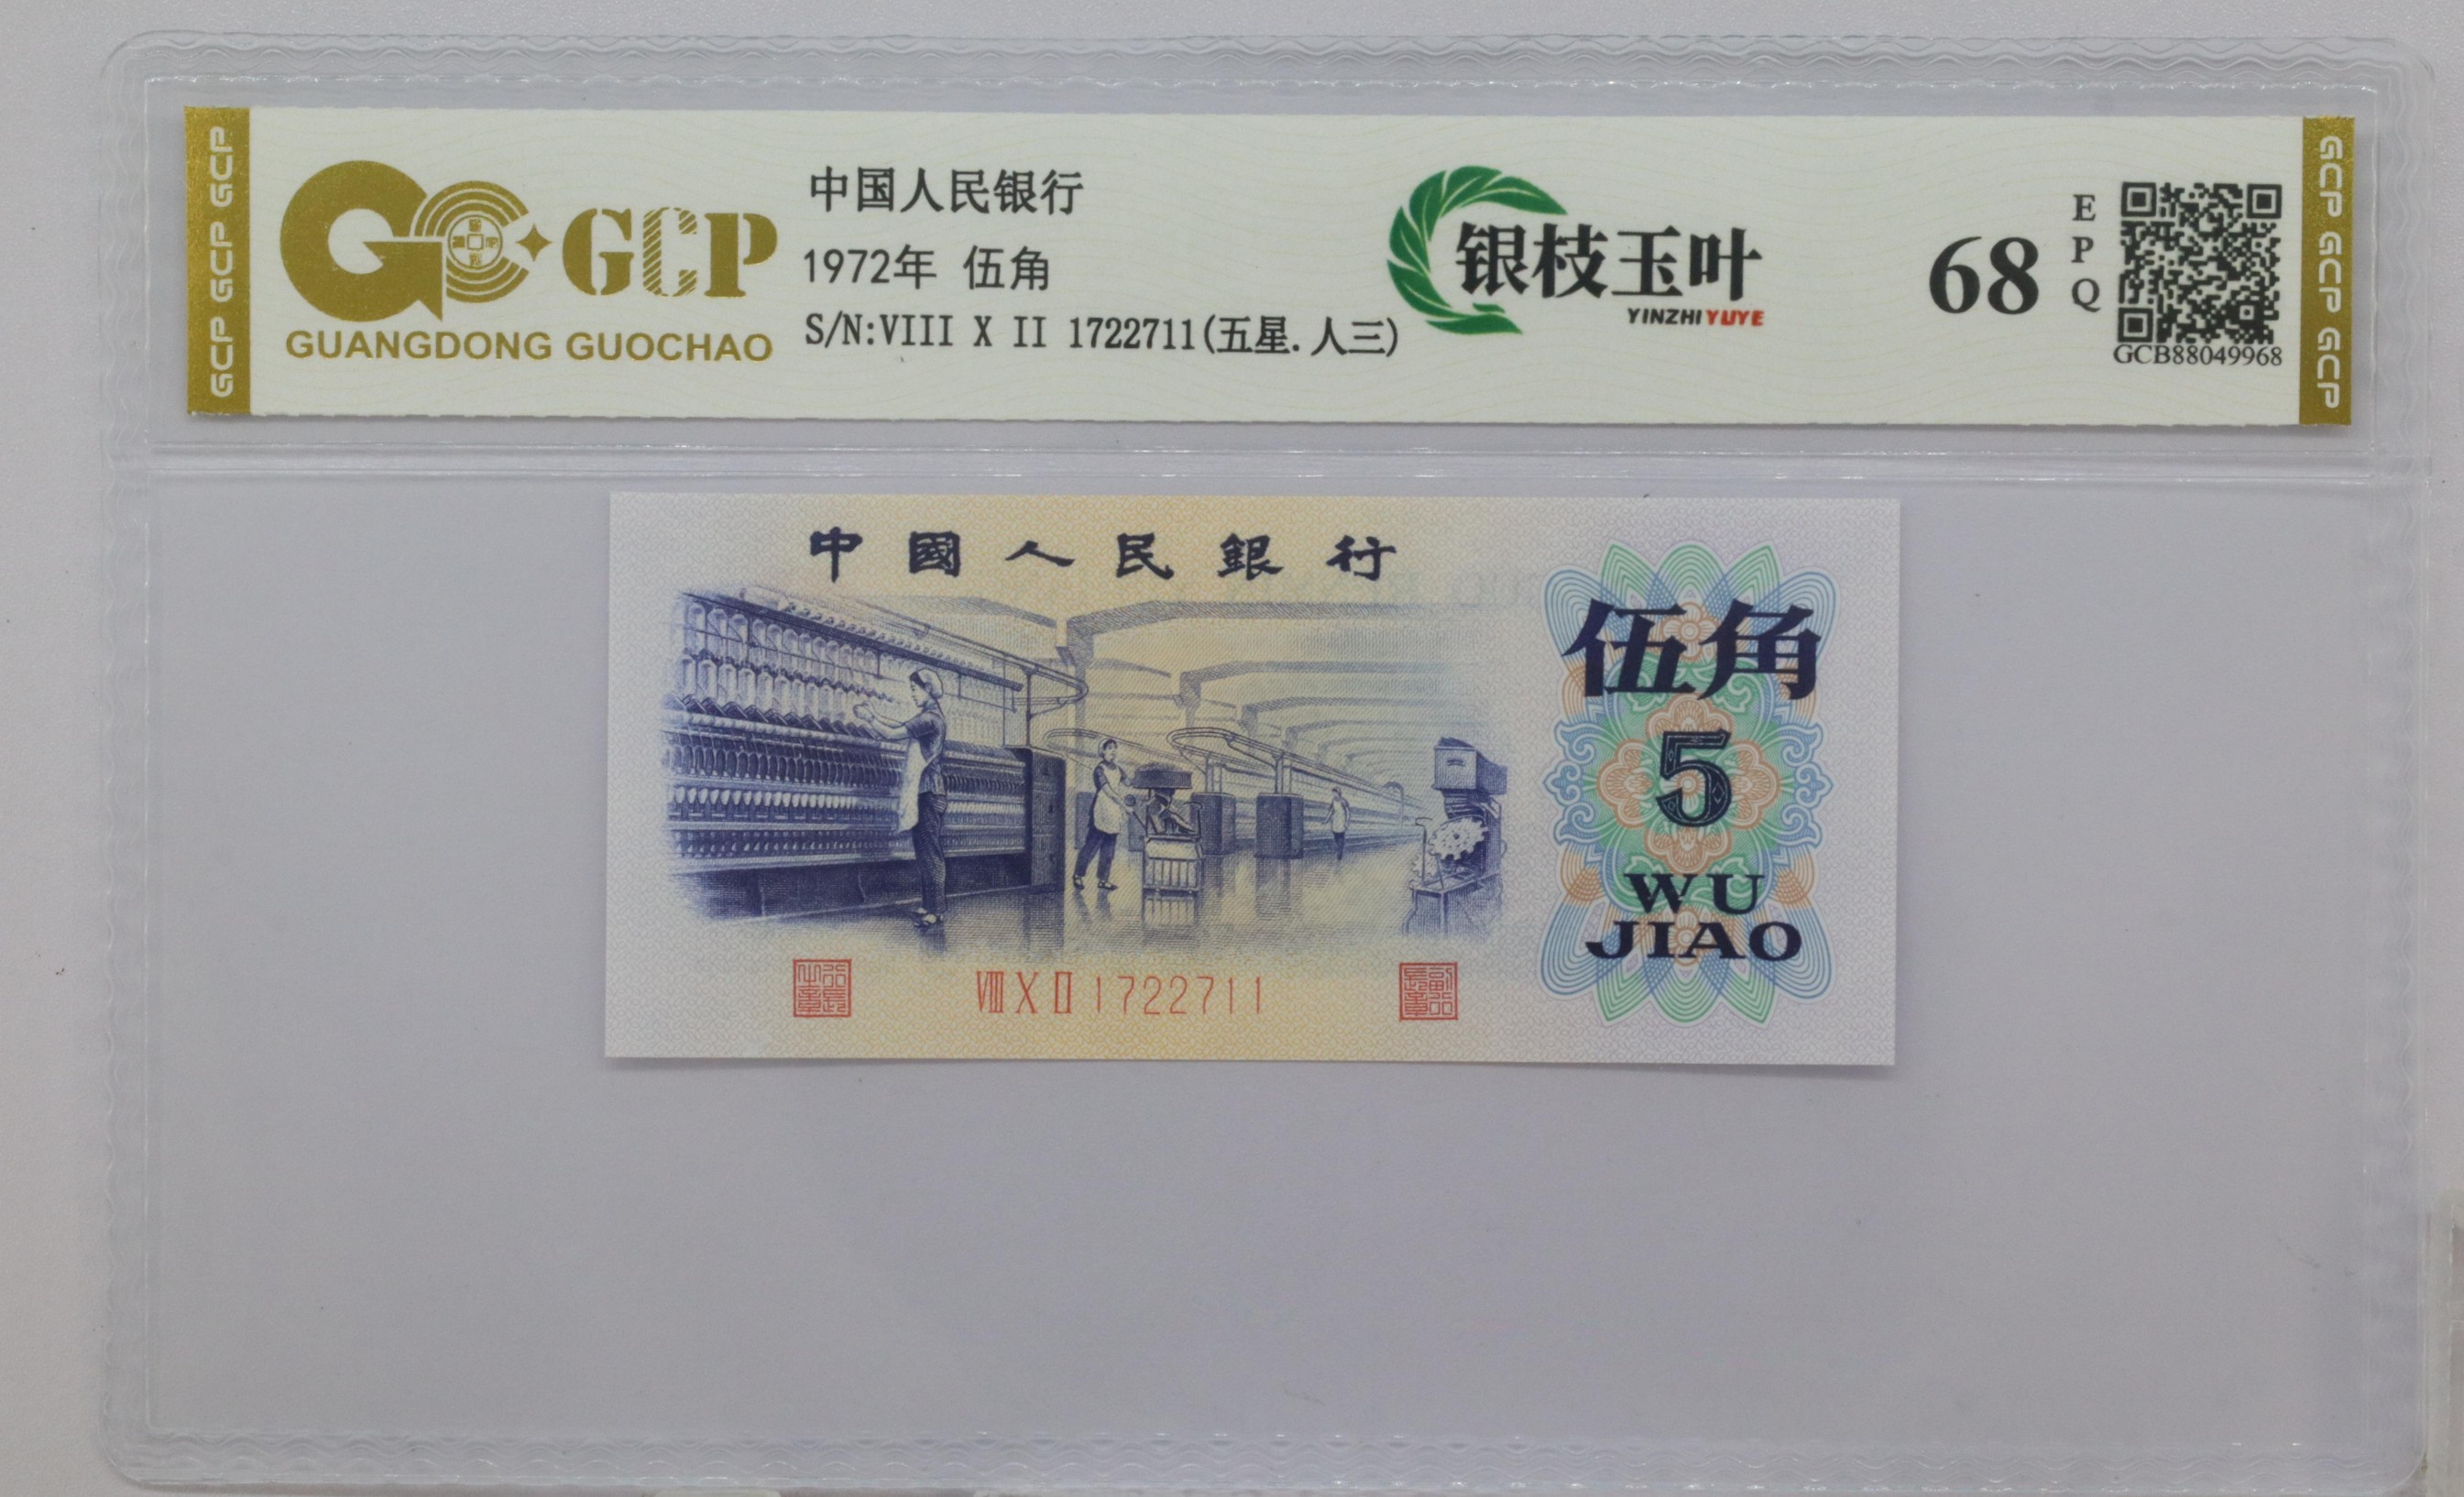 GCP GCP GCP
GCP
GUANGDONG GUOCHAO
中国人民银行
1972年 伍角
S/N:VIII X II 1722711(五星.人三)
银枝玉叶
YINZHIYUYE
68
EPQ
GCB88049968
GCP GCP GCP
中國人民銀行
伍角
5
WU
JIAO
VIII X II 1722711